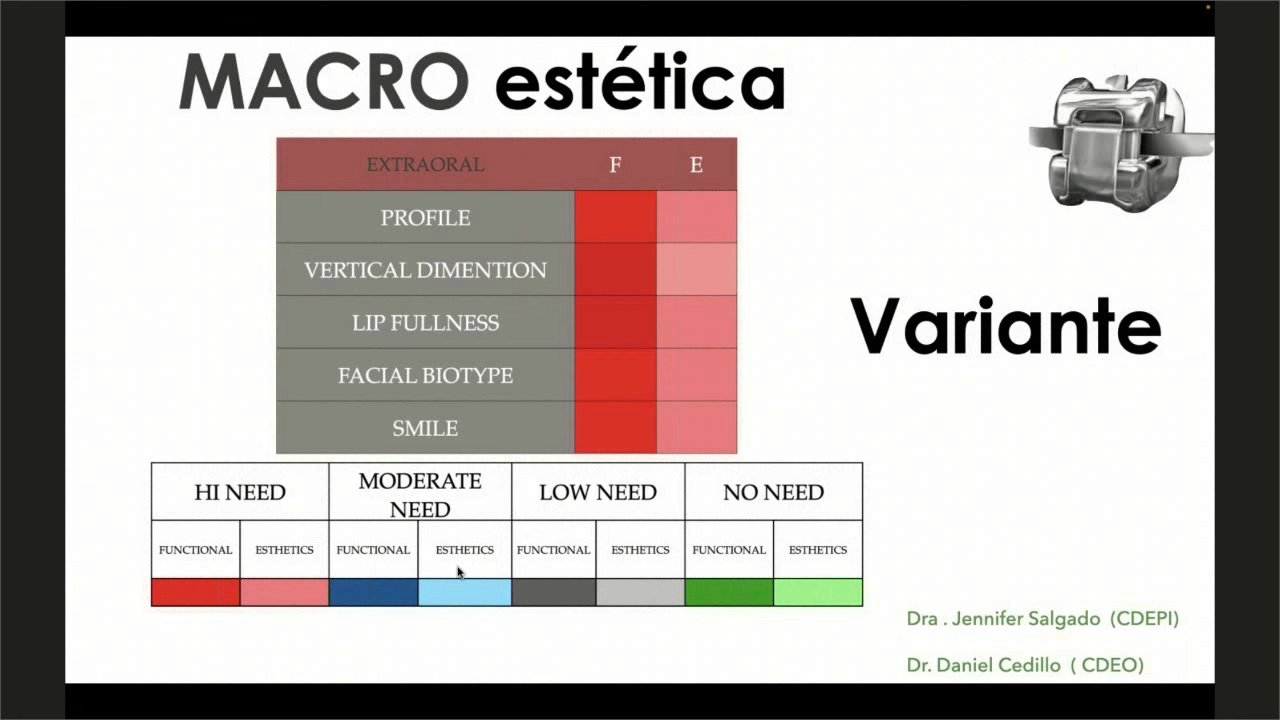 MACRO estética
EXTRAORAL F E
PROFILE
VERTICAL DIMENTION
LIP FULLNESS
FACIAL BIOTYPE
SMILE
Variante
HI NEED MODERATE NEED LOW NEED NO NEED
FUNCTIONAL ESTHETICS FUNCTIONAL ESTHETICS FUNCTIONAL ESTHETICS FUNCTIONAL ESTHETICS
Dra . Jennifer Salgado (CDEPI)
Dr. Daniel Cedillo ( CDEO)